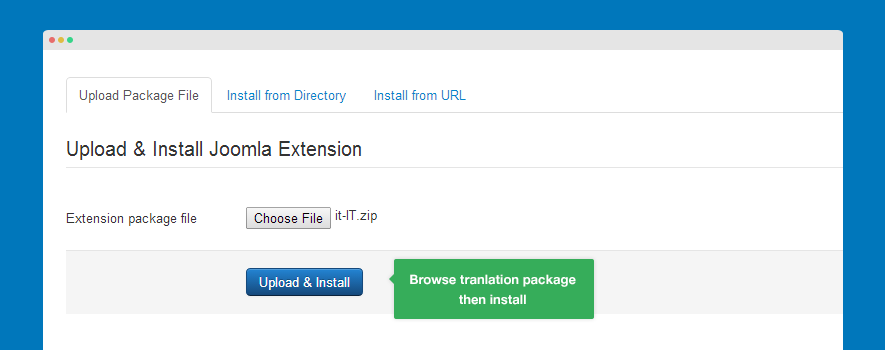 Upload Package File Install from Directory Install from URL
Upload & Install Joomla Extension
Extension package file Choose File it-IT.zip
Upload & Install
Browse tranlation package
then install